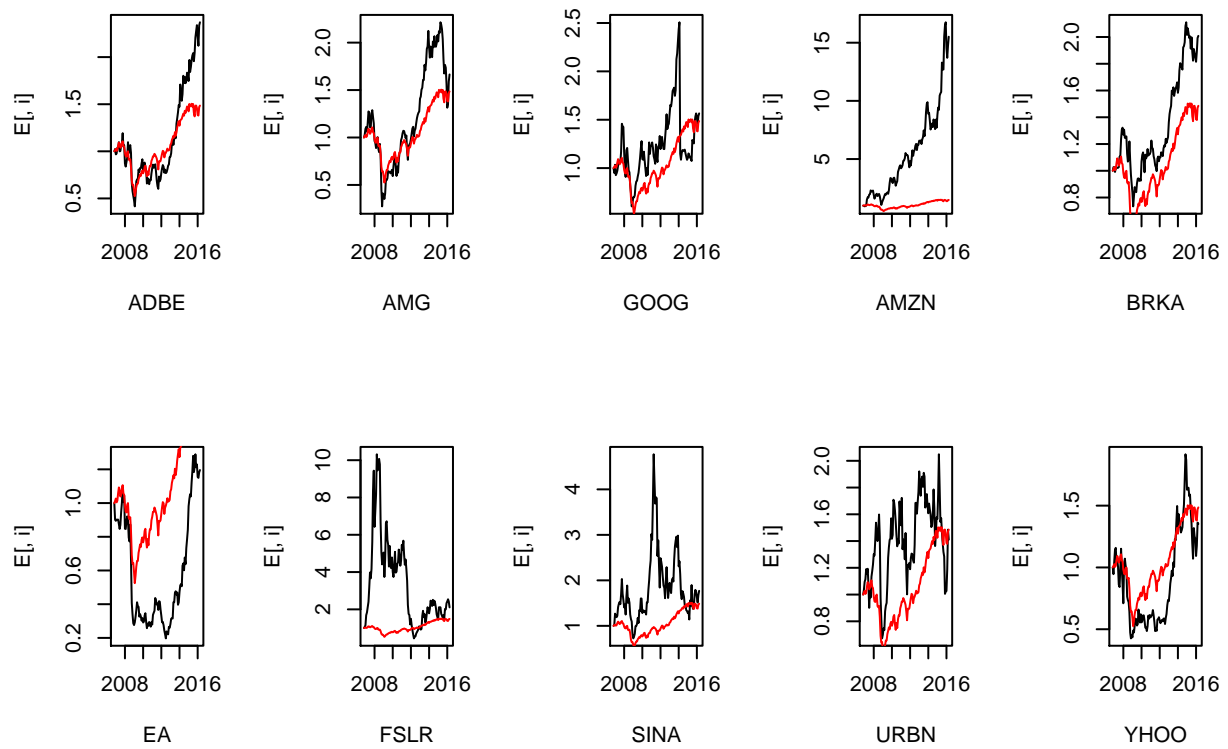 E[, i]
0.5 1.5
2008 2016
ADBE
E[, i]
0.5 1.0 1.5 2.0
2008 2016
AMG
E[, i]
1.0 1.5 2.0 2.5
2008 2016
GOOG
E[, i]
5 10 15
2008 2016
AMZN
E[, i]
0.8 1.2 1.6 2.0
2008 2016
BRKA
E[, i]
0.2 0.6 1.0
2008 2016
EA
E[, i]
2 4 6 8 10
2008 2016
FSLR
E[, i]
1 2 3 4
2008 2016
SINA
E[, i]
0.8 1.2 1.6 2.0
2008 2016
URBN
E[, i]
0.5 1.0 1.5
2008 2016
YHOO